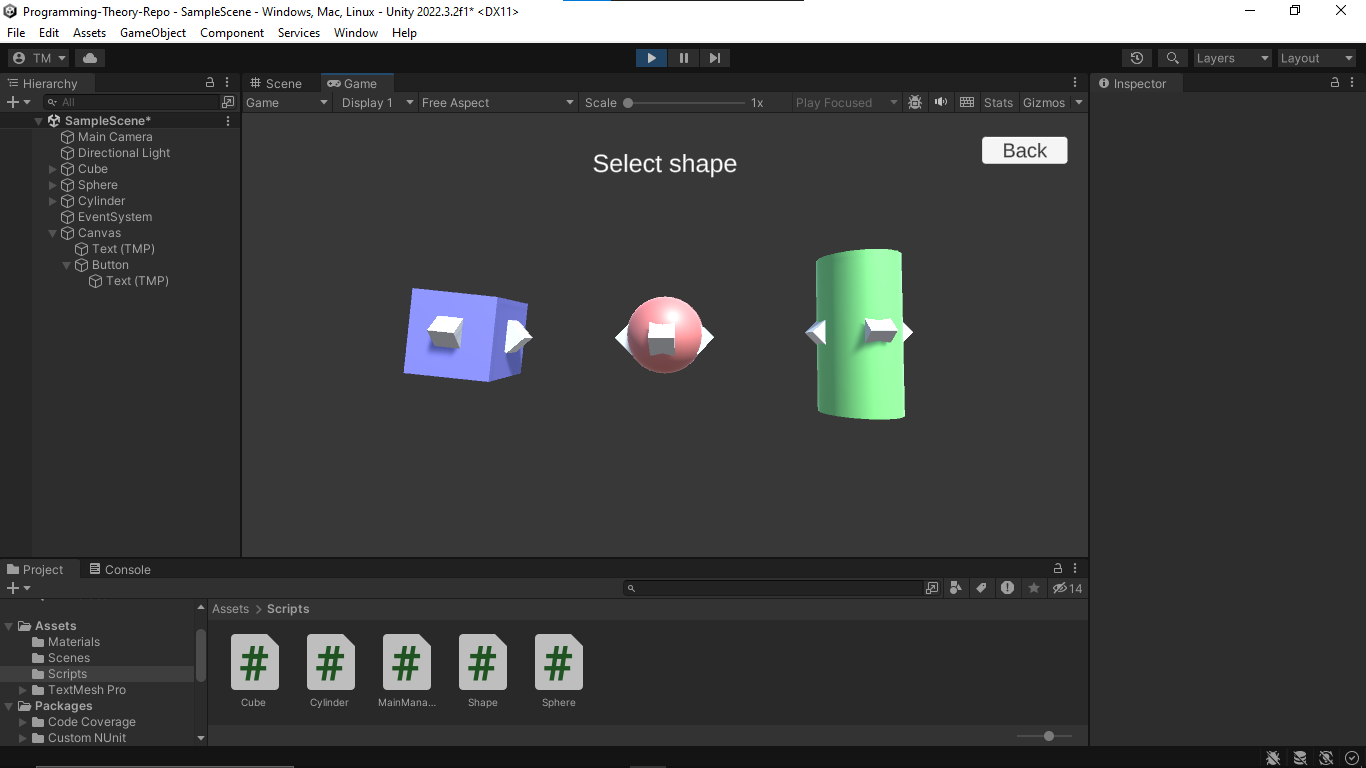 Programming-Theory-Repo - SampleScene - Windows, Mac, Linux - Unity 2022.3.2f1* <DX11>
File Edit Assets GameObject Component Services Window Help
TM Layers Layout
Hierarchy Scene Game Inspector
All Game Display 1 Free Aspect Scale 1x Play Focused Stats Gizmos
SampleScene*
Main Camera
Directional Light
Cube
Sphere
Cylinder
EventSystem
Canvas
Text (TMP)
Button
Text (TMP)
Back
Select shape
Project Console
14
Assets
Materials
Scenes
Scripts
TextMesh Pro
Packages
Code Coverage
Custom NUnit
Assets > Scripts
# # # # #
Cube Cylinder MainMana... Shape Sphere